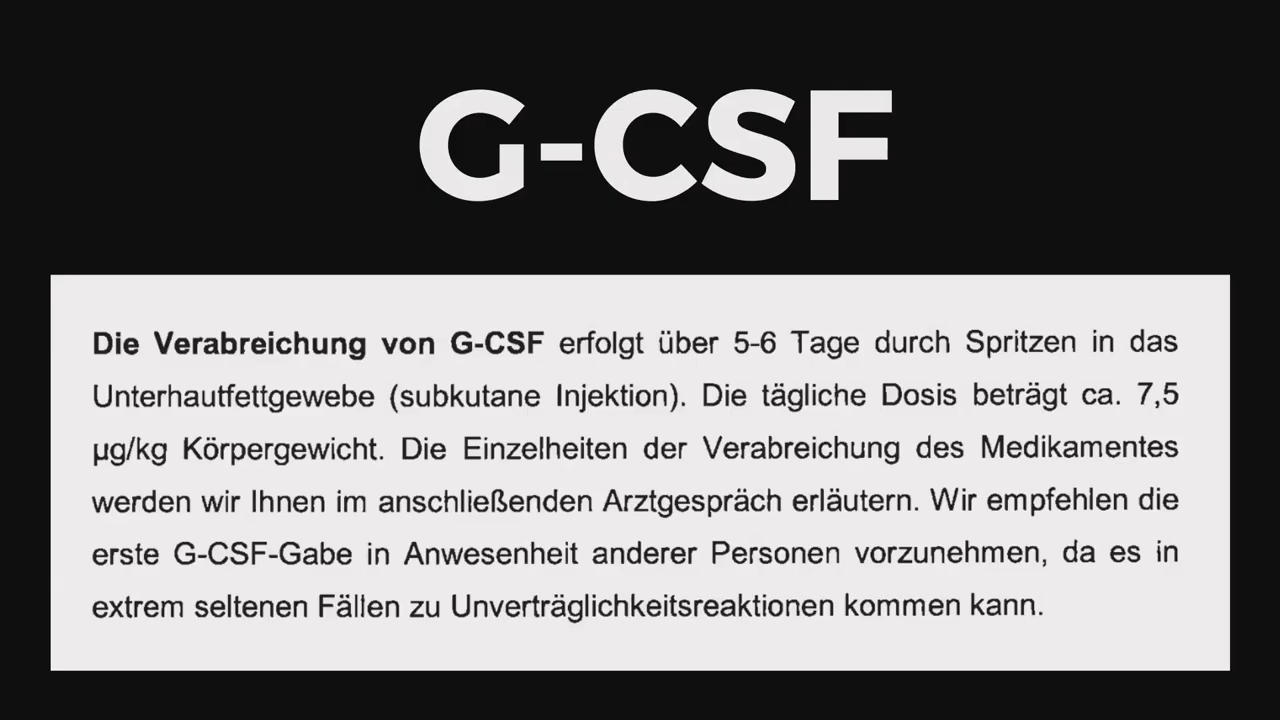 G-CSF
Die Verabreichung von G-CSF erfolgt über 5-6 Tage durch Spritzen in das
Unterhautfettgewebe (subkutane Injektion). Die tägliche Dosis beträgt ca. 7,5
µg/kg Körpergewicht. Die Einzelheiten der Verabreichung des Medikamentes
werden wir Ihnen im anschließenden Arztgespräch erläutern. Wir empfehlen die
erste G-CSF-Gabe in Anwesenheit anderer Personen vorzunehmen, da es in
extrem seltenen Fällen zu Unverträglichkeitsreaktionen kommen kann.